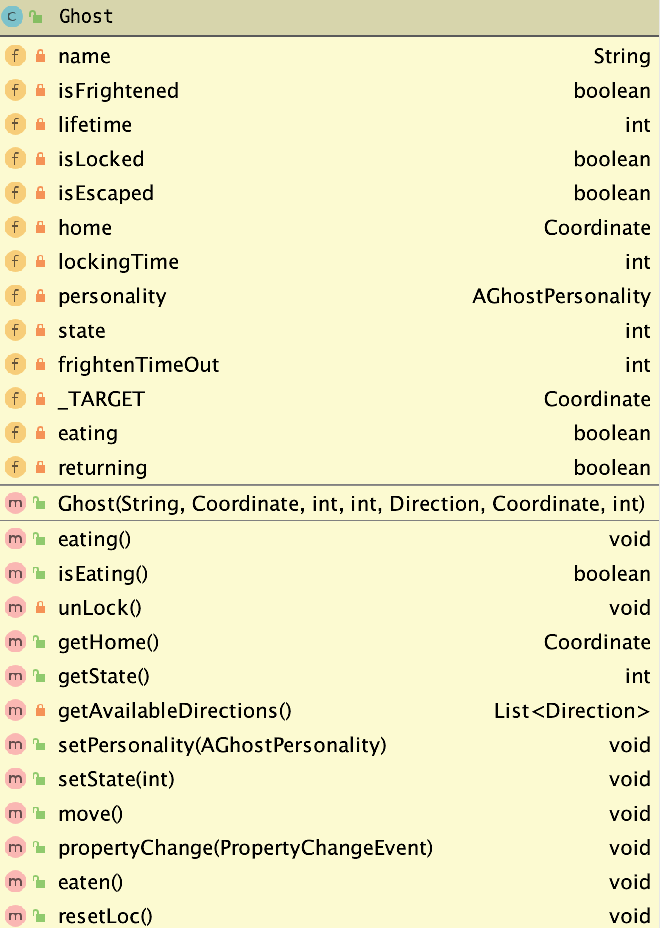 c Ghost
f name String
f isFrightened boolean
f lifetime int
f isLocked boolean
f isEscaped boolean
f home Coordinate
f lockingTime int
f personality AGhostPersonality
f state int
f frightenTimeOut int
f _TARGET Coordinate
f eating boolean
f returning boolean
m Ghost(String, Coordinate, int, int, Direction, Coordinate, int)
m eating() void
m isEating() boolean
m unLock() void
m getHome() Coordinate
m getState() int
m getAvailableDirections() List<Direction>
m setPersonality(AGhostPersonality) void
m setState(int) void
m move() void
m propertyChange(PropertyChangeEvent) void
m eaten() void
m resetLoc() void